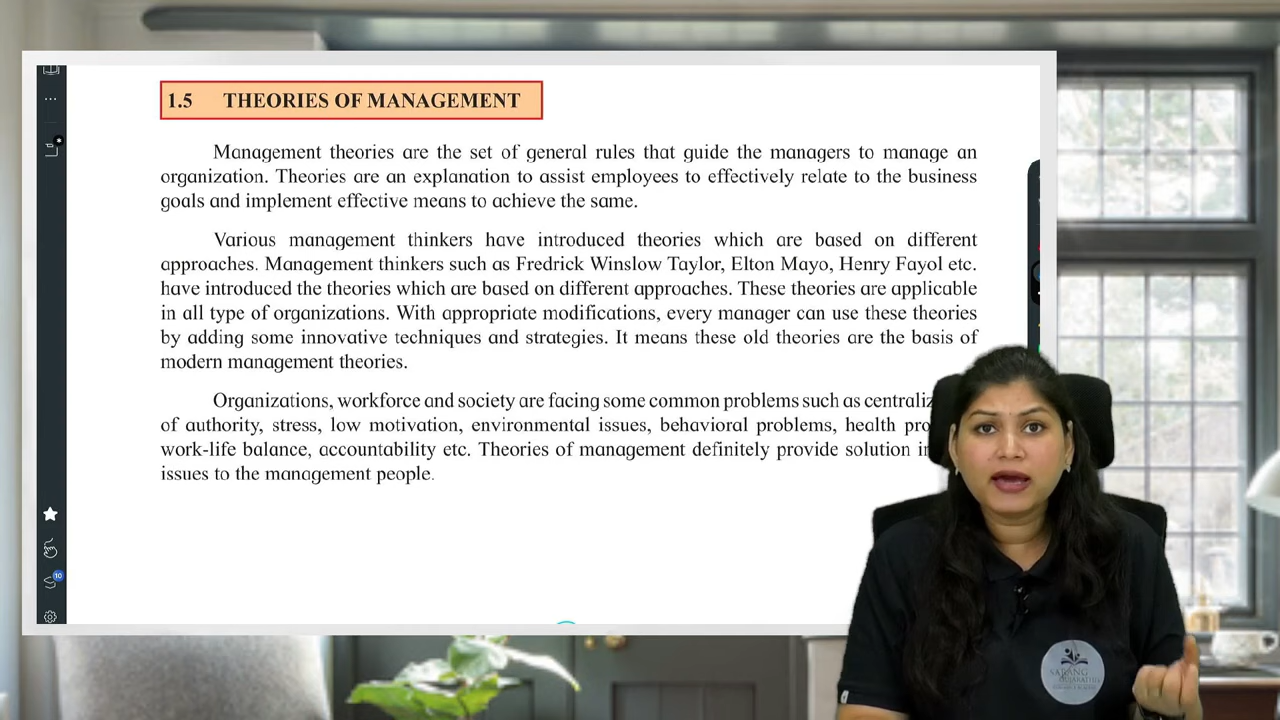 1.5 THEORIES OF MANAGEMENT
Management theories are the set of general rules that guide the managers to manage an
organization. Theories are an explanation to assist employees to effectively relate to the business
goals and implement effective means to achieve the same.
Various management thinkers have introduced theories which are based on different
approaches. Management thinkers such as Fredrick Winslow Taylor, Elton Mayo, Henry Fayol etc.
have introduced the theories which are based on different approaches. These theories are applicable
in all type of organizations. With appropriate modifications, every manager can use these theories
by adding some innovative techniques and strategies. It means these old theories are the basis of
modern management theories.
Organizations, workforce and society are facing some common problems such as
of authority, stress, low motivation, environmental issues, behavioral problems, health
work-life balance, accountability etc. Theories of management definitely provide solution
issues to the management people.
10